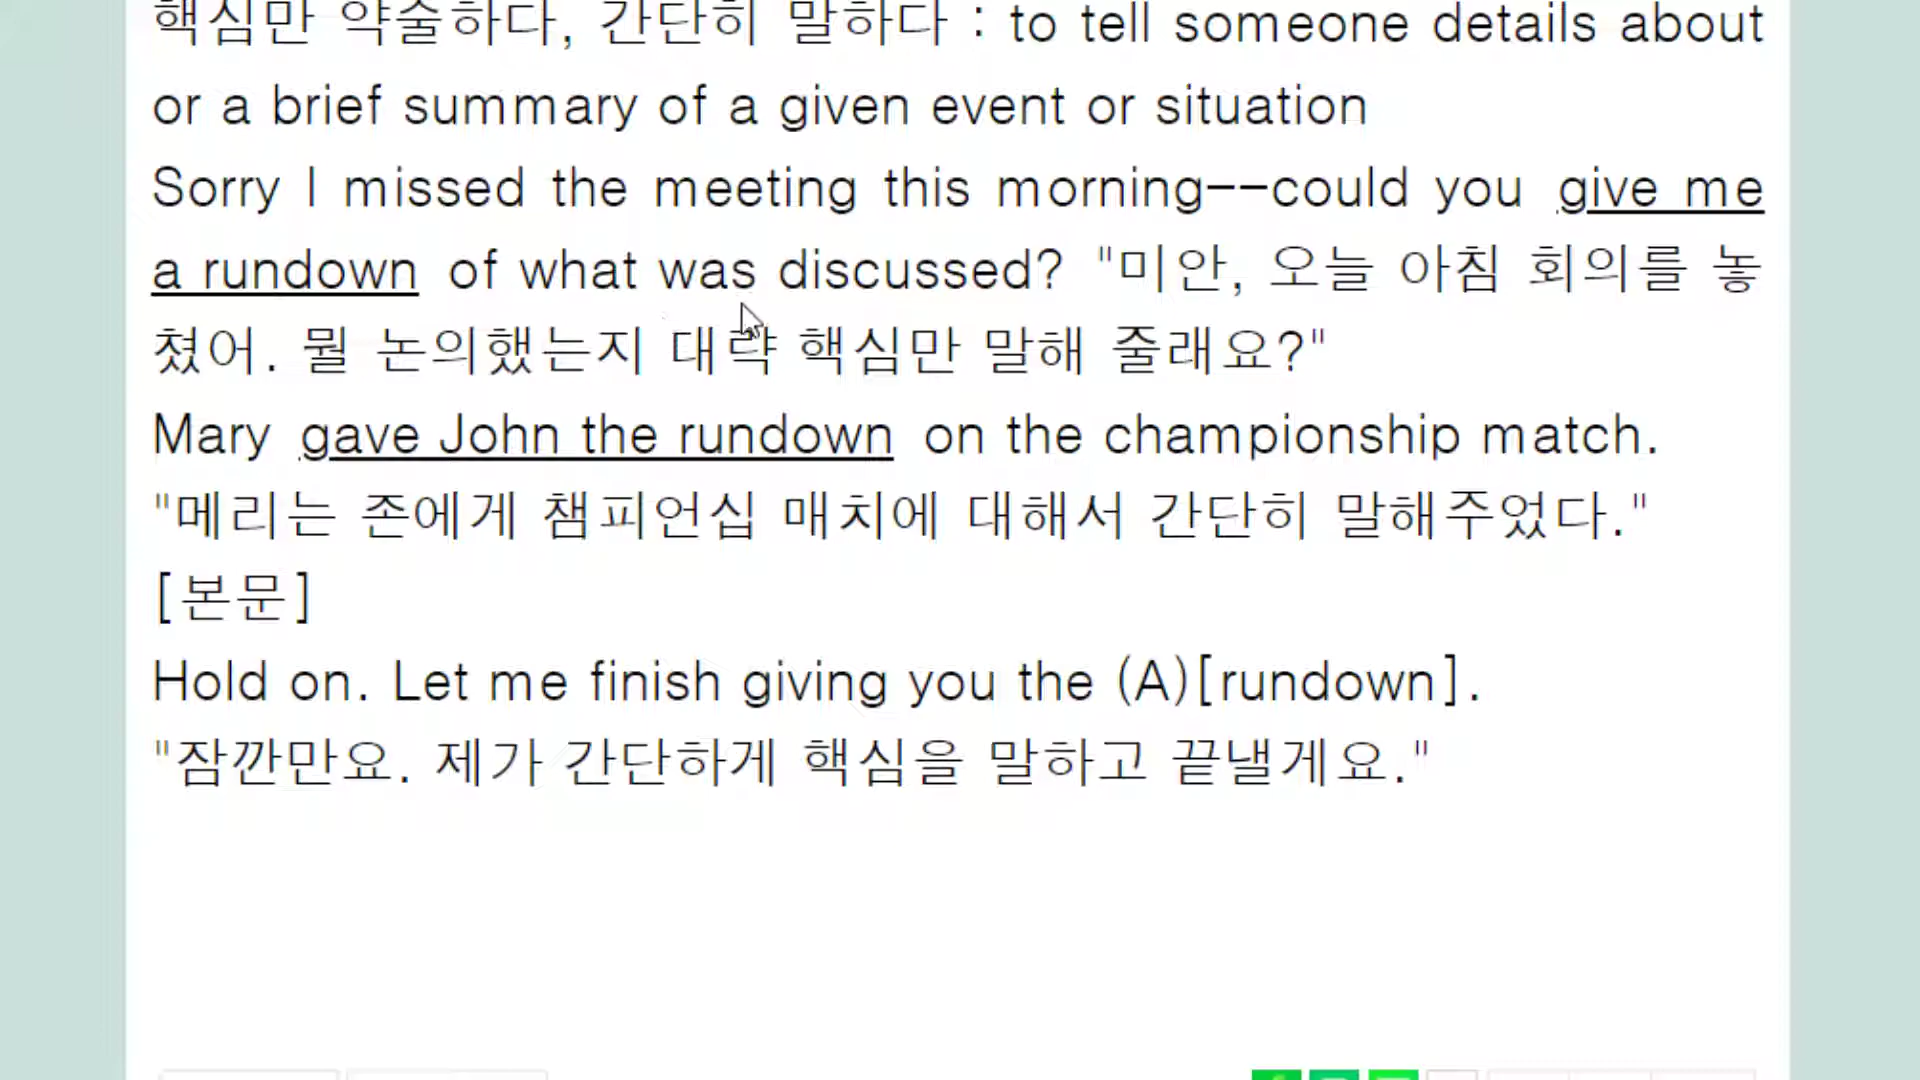 핵심만 약술하다, 간단히 말하다 : to tell someone details about
or a brief summary of a given event or situation
Sorry I missed the meeting this morning--could you give me
a rundown of what was discussed? "미안, 오늘 아침 회의를 놓
쳤어. 뭘 논의했는지 대략 핵심만 말해 줄래요?"
Mary gave John the rundown on the championship match.
"메리는 존에게 챔피언십 매치에 대해서 간단히 말해주었다."
[본문]
Hold on. Let me finish giving you the (A)[rundown].
"잠깐만요. 제가 간단하게 핵심을 말하고 끝낼게요."